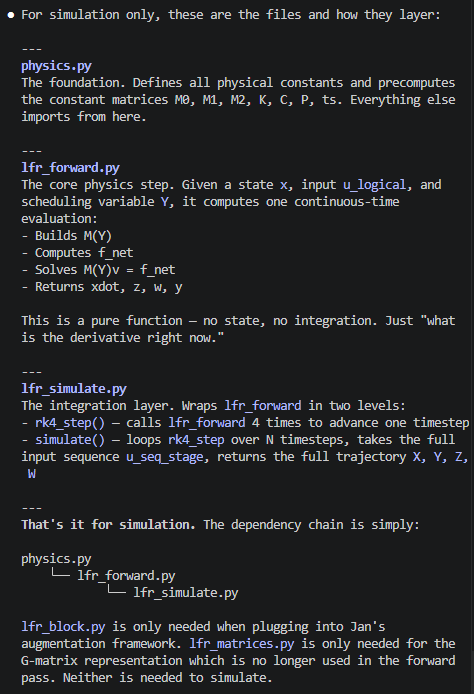 ● For simulation only, these are the files and how they layer:
---
physics.py
The foundation. Defines all physical constants and precomputes
the constant matrices M0, M1, M2, K, C, P, ts. Everything else
imports from here.
---
lfr_forward.py
The core physics step. Given a state x, input u_logical, and
scheduling variable Y, it computes one continuous-time
evaluation:
- Builds M(Y)
- Computes f_net
- Solves M(Y)v = f_net
- Returns xdot, z, w, y
This is a pure function — no state, no integration. Just "what
is the derivative right now."
---
lfr_simulate.py
The integration layer. Wraps lfr_forward in two levels:
- rk4_step() — calls lfr_forward 4 times to advance one timestep
- simulate() — loops rk4_step over N timesteps, takes the full
input sequence u_seq_stage, returns the full trajectory X, Y, Z,
W
---
That's it for simulation. The dependency chain is simply:
physics.py
└─ lfr_forward.py
└─ lfr_simulate.py
lfr_block.py is only needed when plugging into Jan's
augmentation framework. lfr_matrices.py is only needed for the
G-matrix representation which is no longer used in the forward
pass. Neither is needed to simulate.